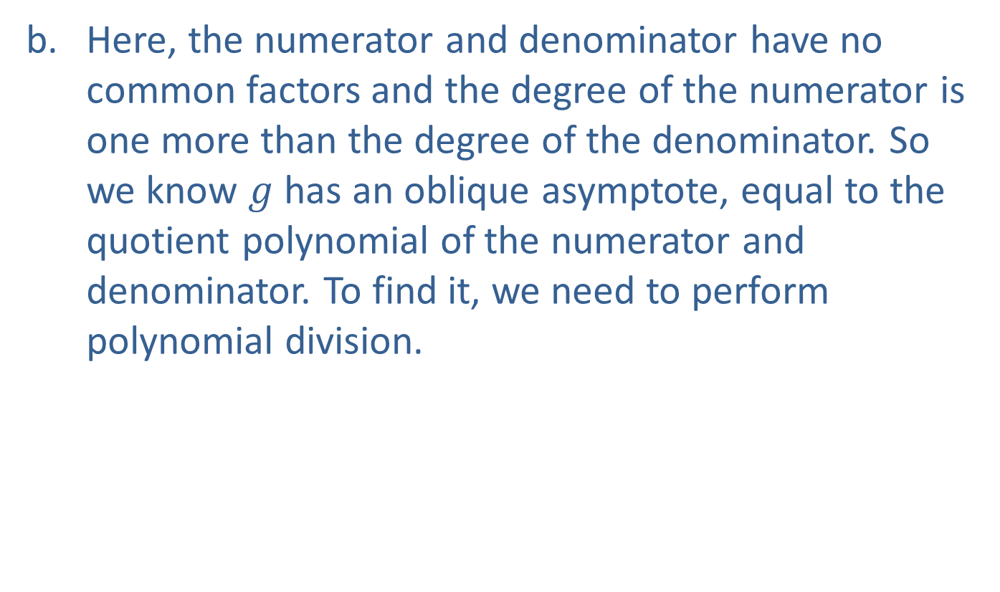 b. Here, the numerator and denominator have no
common factors and the degree of the numerator is
one more than the degree of the denominator. So
we know g has an oblique asymptote, equal to the
quotient polynomial of the numerator and
denominator. To find it, we need to perform
polynomial division.